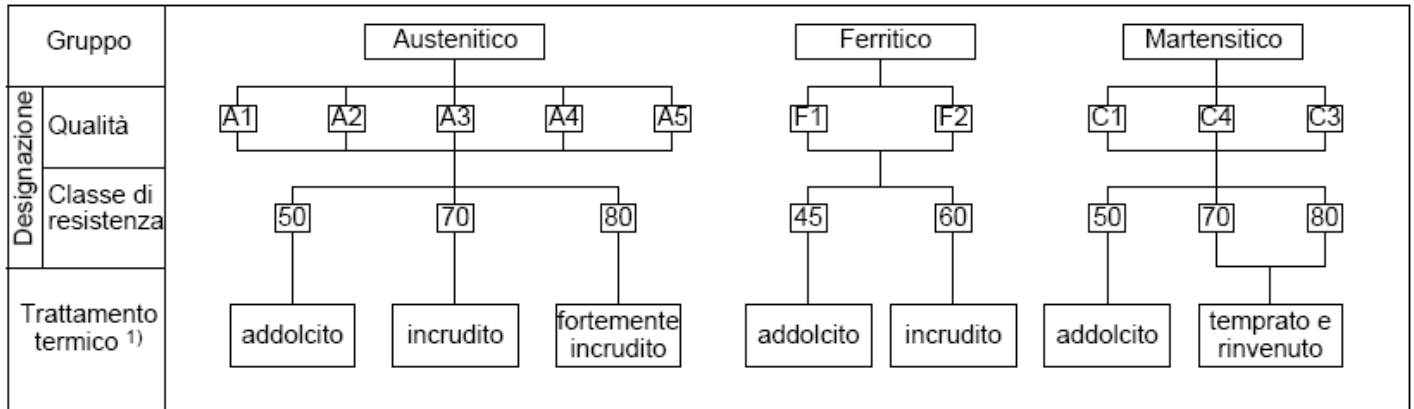 Gruppo
Austenitico
Ferritico
Martensitico
Designazione
Qualità
A1
A2
A3
A4
A5
F1
F2
C1
C4
C3
Classe di
resistenza
50
70
80
45
60
50
70
80
Trattamento
termico 1)
addolcito
incrudito
fortemente
incrudito
addolcito
incrudito
addolcito
temprato e
rinvenuto